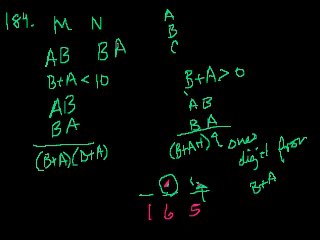 184. M N
A
B
C
AB BA
B+A < 10
AB
BA
(B+A)(B+A)
B+A > 0
AB
BA
(B+A+1)
ones
digit from
B+A
1 6 5